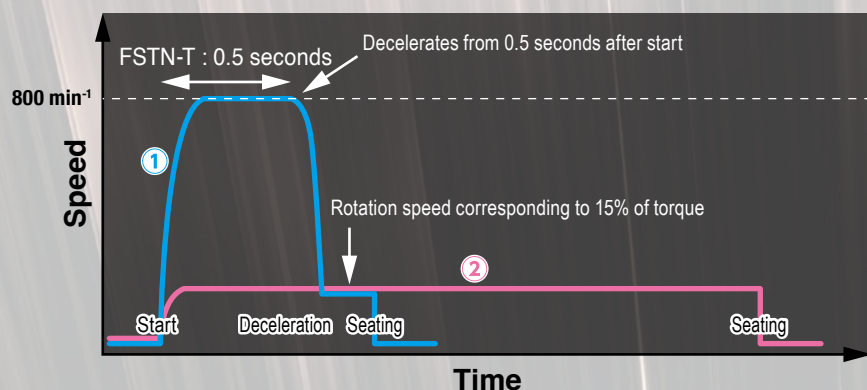 FSTN-T : 0.5 seconds
Decelerates from 0.5 seconds after start
800 min⁻¹
①
Speed
Rotation speed corresponding to 15% of torque
②
Start
Deceleration
Seating
Seating
Time